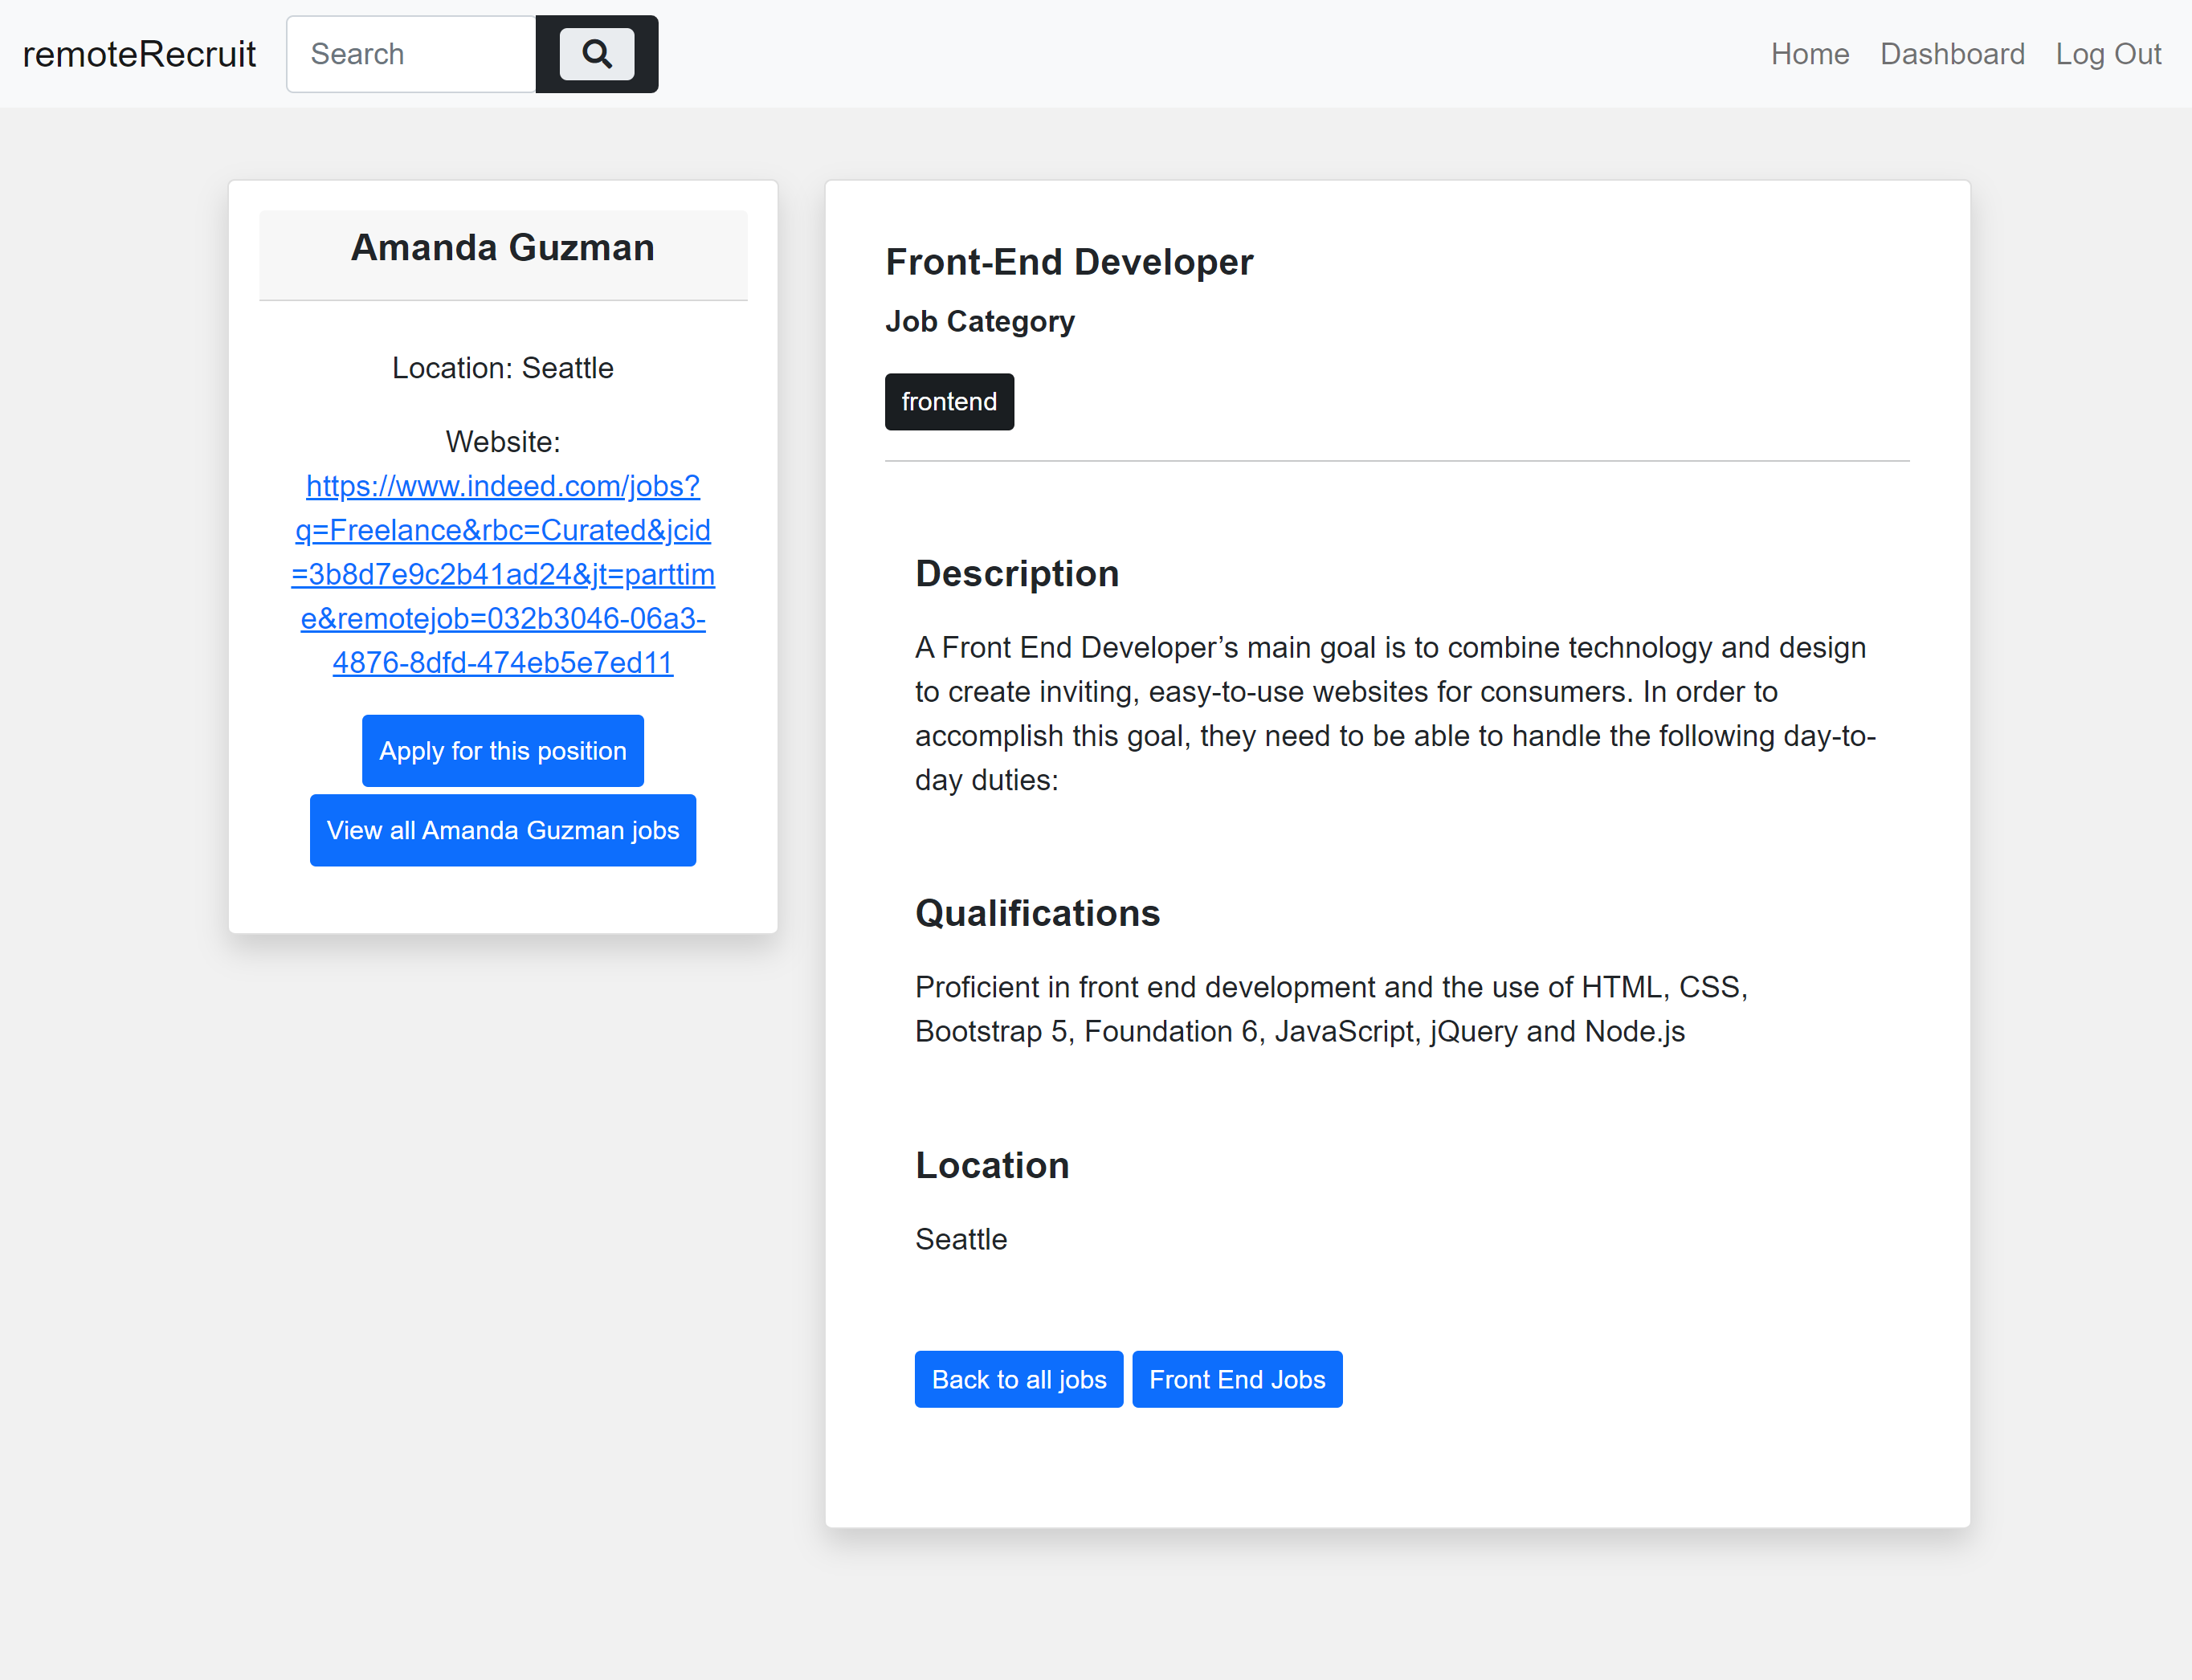 remoteRecruit
Search
Home
Dashboard
Log Out
Amanda Guzman
Location: Seattle
Website:
https://www.indeed.com/jobs?
q=Freelance&rbc=Curated&jcid
=3b8d7e9c2b41ad24&jt=parttim
e&remotejob=032b3046-06a3-
4876-8dfd-474eb5e7ed11
Apply for this position
View all Amanda Guzman jobs
Front-End Developer
Job Category
frontend
Description
A Front End Developer’s main goal is to combine technology and design
to create inviting, easy-to-use websites for consumers. In order to
accomplish this goal, they need to be able to handle the following day-to-
day duties:
Qualifications
Proficient in front end development and the use of HTML, CSS,
Bootstrap 5, Foundation 6, JavaScript, jQuery and Node.js
Location
Seattle
Back to all jobs
Front End Jobs